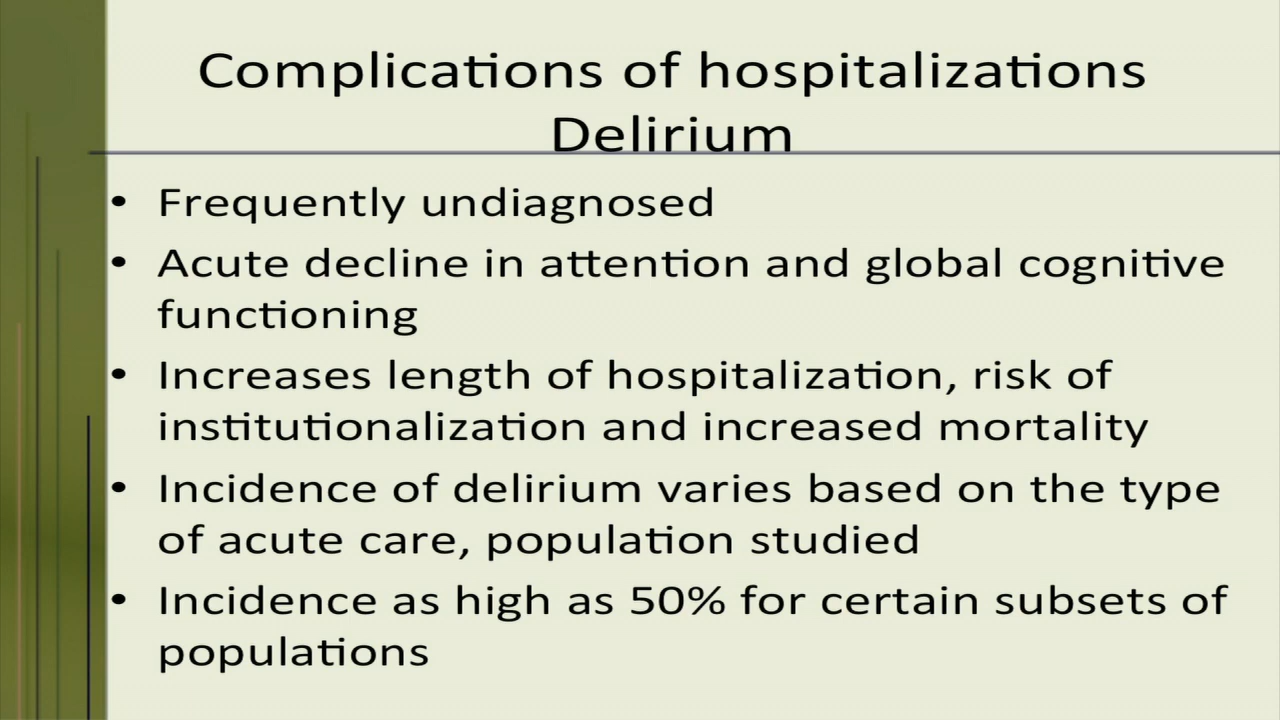 Complications of hospitalizations
Delirium
• Frequently undiagnosed
• Acute decline in attention and global cognitive
functioning
• Increases length of hospitalization, risk of
institutionalization and increased mortality
• Incidence of delirium varies based on the type
of acute care, population studied
• Incidence as high as 50% for certain subsets of
populations